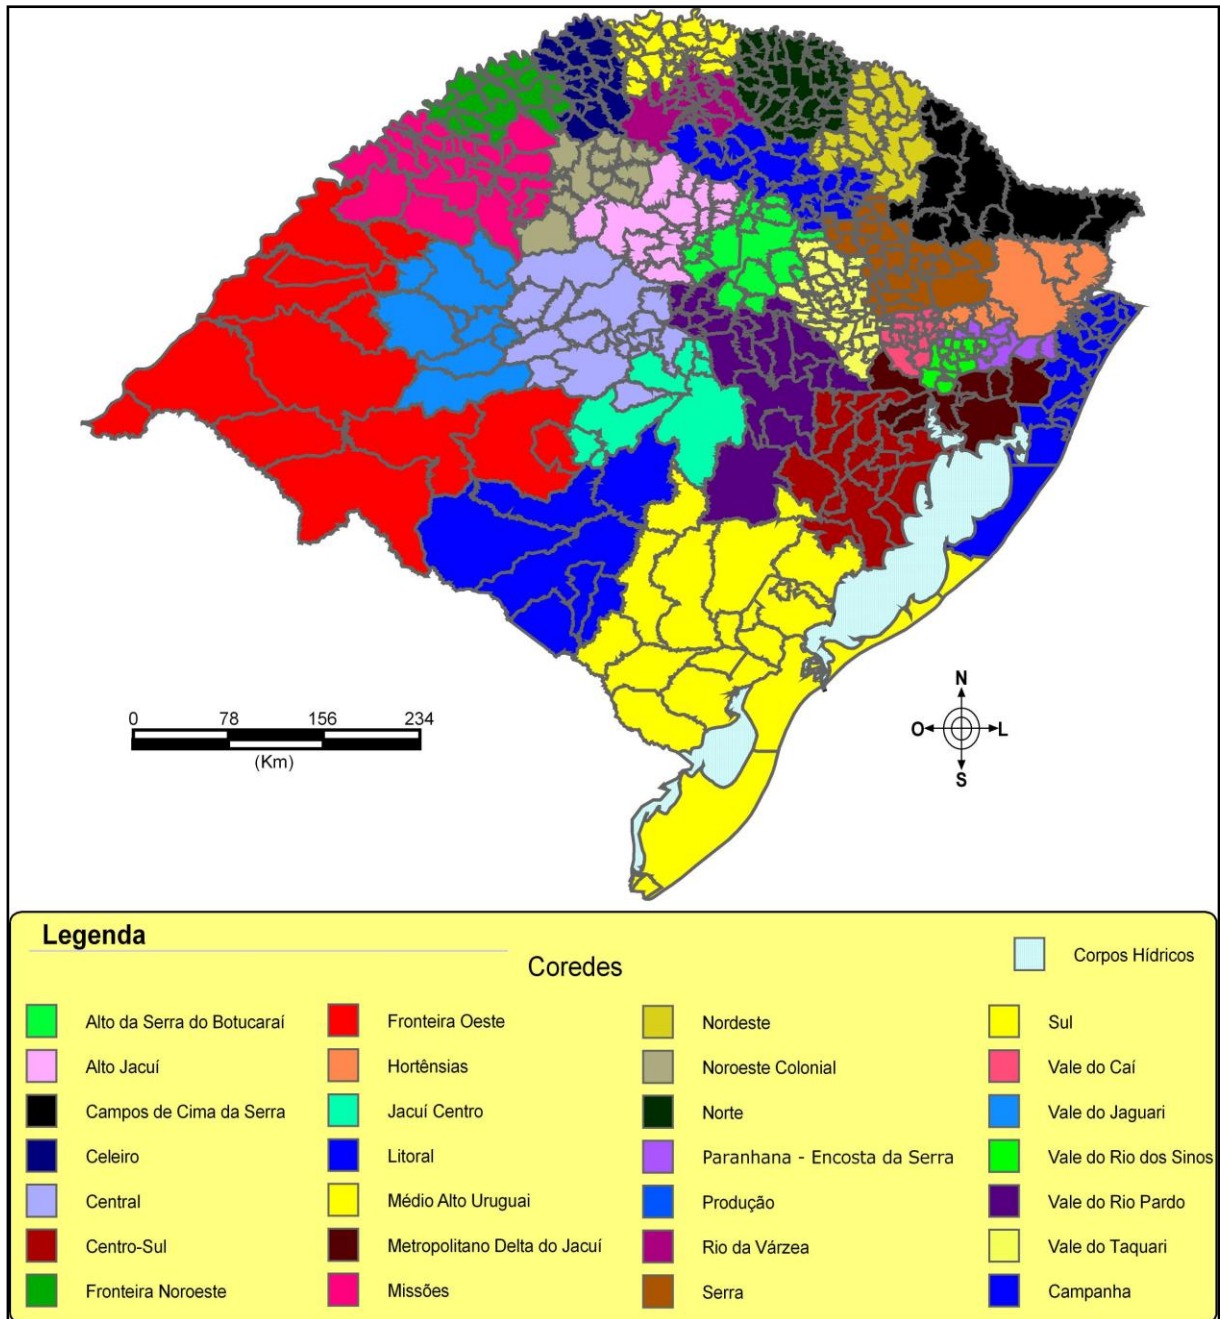 N
O
L
S
0 78 156 234
(Km)
Legenda
Coredes
Corpos Hídricos
Alto da Serra do Botucaraí
Alto Jacuí
Campos de Cima da Serra
Celeiro
Central
Centro-Sul
Fronteira Noroeste
Fronteira Oeste
Hortênsias
Jacuí Centro
Litoral
Médio Alto Uruguai
Metropolitano Delta do Jacuí
Missões
Nordeste
Noroeste Colonial
Norte
Paranhana - Encosta da Serra
Produção
Rio da Várzea
Serra
Sul
Vale do Caí
Vale do Jaguari
Vale do Rio dos Sinos
Vale do Rio Pardo
Vale do Taquari
Campanha